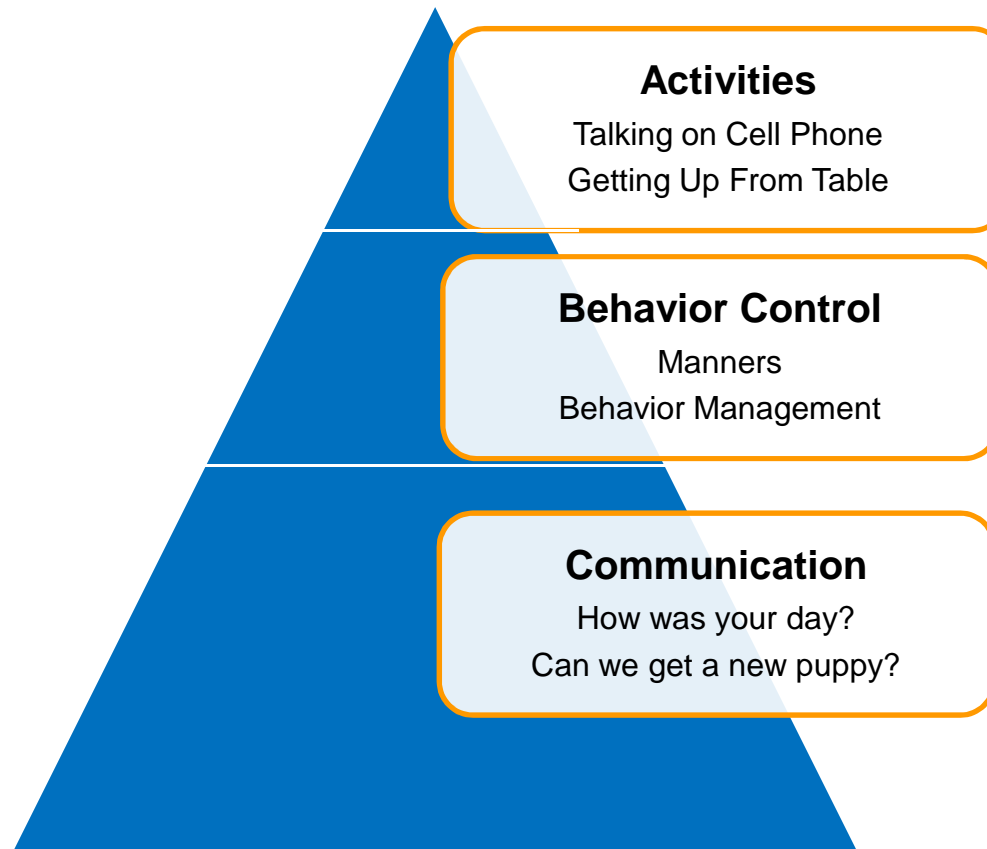 Activities
Talking on Cell Phone
Getting Up From Table
Behavior Control
Manners
Behavior Management
Communication
How was your day?
Can we get a new puppy?